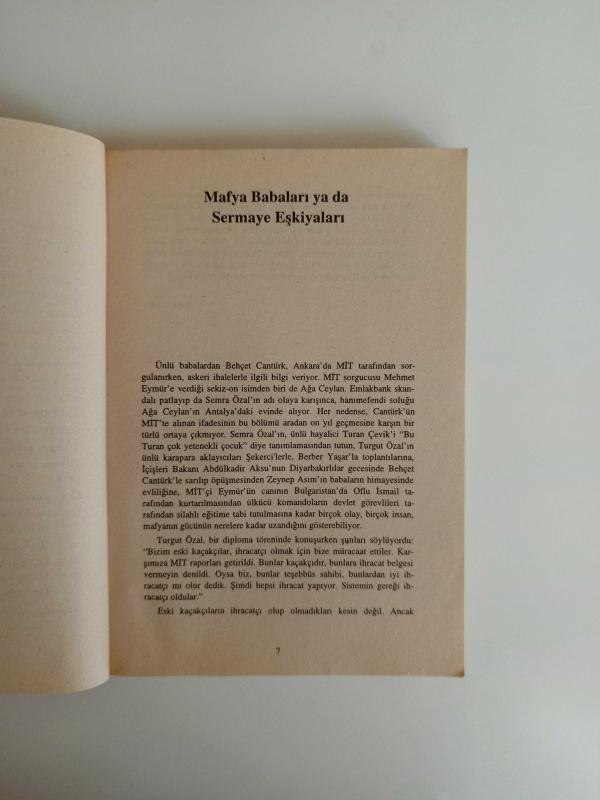 Mafya Babaları ya da
Sermaye Eşkiyaları
Ünlü babalardan Behçet Cantürk, Ankara'da MİT tarafından sor-
gulanırken, askeri ihalelerle ilgili bilgi veriyor. MİT sorgucusu Mehmet
Eymür'e verdiği sekiz-on isimden biri de Ağa Ceylan. Emlakbank skan-
dalı patlayıp da Semra Özal'ın adı olaya karışınca, hanımefendi soluğu
Ağa Ceylan'ın Antalya'daki evinde alıyor. Her nedense, Cantürk'ün
MİT'te alınan ifadesinin bu bölümü aradan on yıl geçmesine karşın bir
türlü ortaya çıkmıyor. Semra Özal'ın, ünlü hayalici Turan Çevik'i "Bu
Turan çok yetenekli çocuk" diye tanımlamasından tutun, Turgut Özal'ın
ünlü karapara aklayıcıları Şekerci'lerle, Berber Yaşar'la toplantılarına,
İçişleri Bakanı Abdülkadir Aksu'nun Diyarbakırlılar gecesinde Behçet
Cantürk'le sarılıp öpüşmesinden Zeynep Asım'ın babaların himayesinde
evliliğine, MİT'çi Eymür'ün canının Bulgaristan'da Oflu İsmail ta-
rafından kurtarılmasından ülkücü komandoların devlet görevlileri ta-
rafından silahlı eğitime tabi tutulmasına kadar birçok olay, birçok insan,
mafyanın gücünün nerelere kadar uzandığını gösterebiliyor.
Turgut Özal, bir diploma töreninde konuşurken şunları söylüyordu:
"Bizim eski kaçakçılar, ihracatçı olmak için bize müracaat ettiler. Kar-
şımıza MİT raporları getirildi. Bunlar kaçakçıdır, bunlara ihracat belgesi
vermeyin denildi. Oysa biz, bunlar teşebbüs sahibi, bunlardan iyi ih-
racatçı mı olur dedik. Şimdi hepsi ihracat yapıyor. Sistemin gereği ih-
racatçı oldular."
Eski kaçakçıların ihracatçı olup olmadıkları kesin değil. Ancak
7